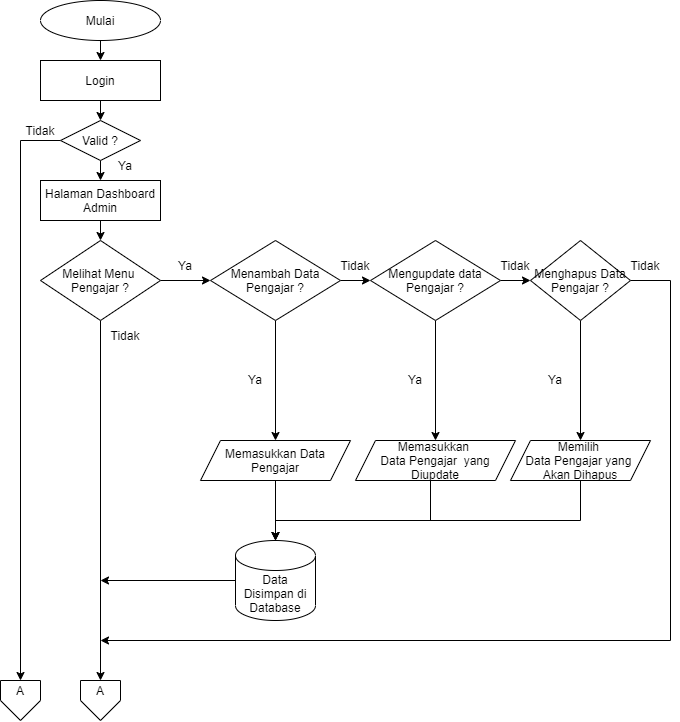 Mulai
Login
Tidak
Valid ?
Ya
Halaman Dashboard
Admin
Melihat Menu
Pengajar ?
Ya
Menambah Data
Pengajar ?
Tidak
Mengupdate data
Pengajar ?
Tidak
Menghapus Data
Pengajar ?
Tidak
Tidak
Ya
Ya
Ya
Memasukkan Data
Pengajar
Memasukkan
Data Pengajar yang
Diupdate
Memilih
Data Pengajar yang
Akan Dihapus
Data
Disimpan di
Database
A
A